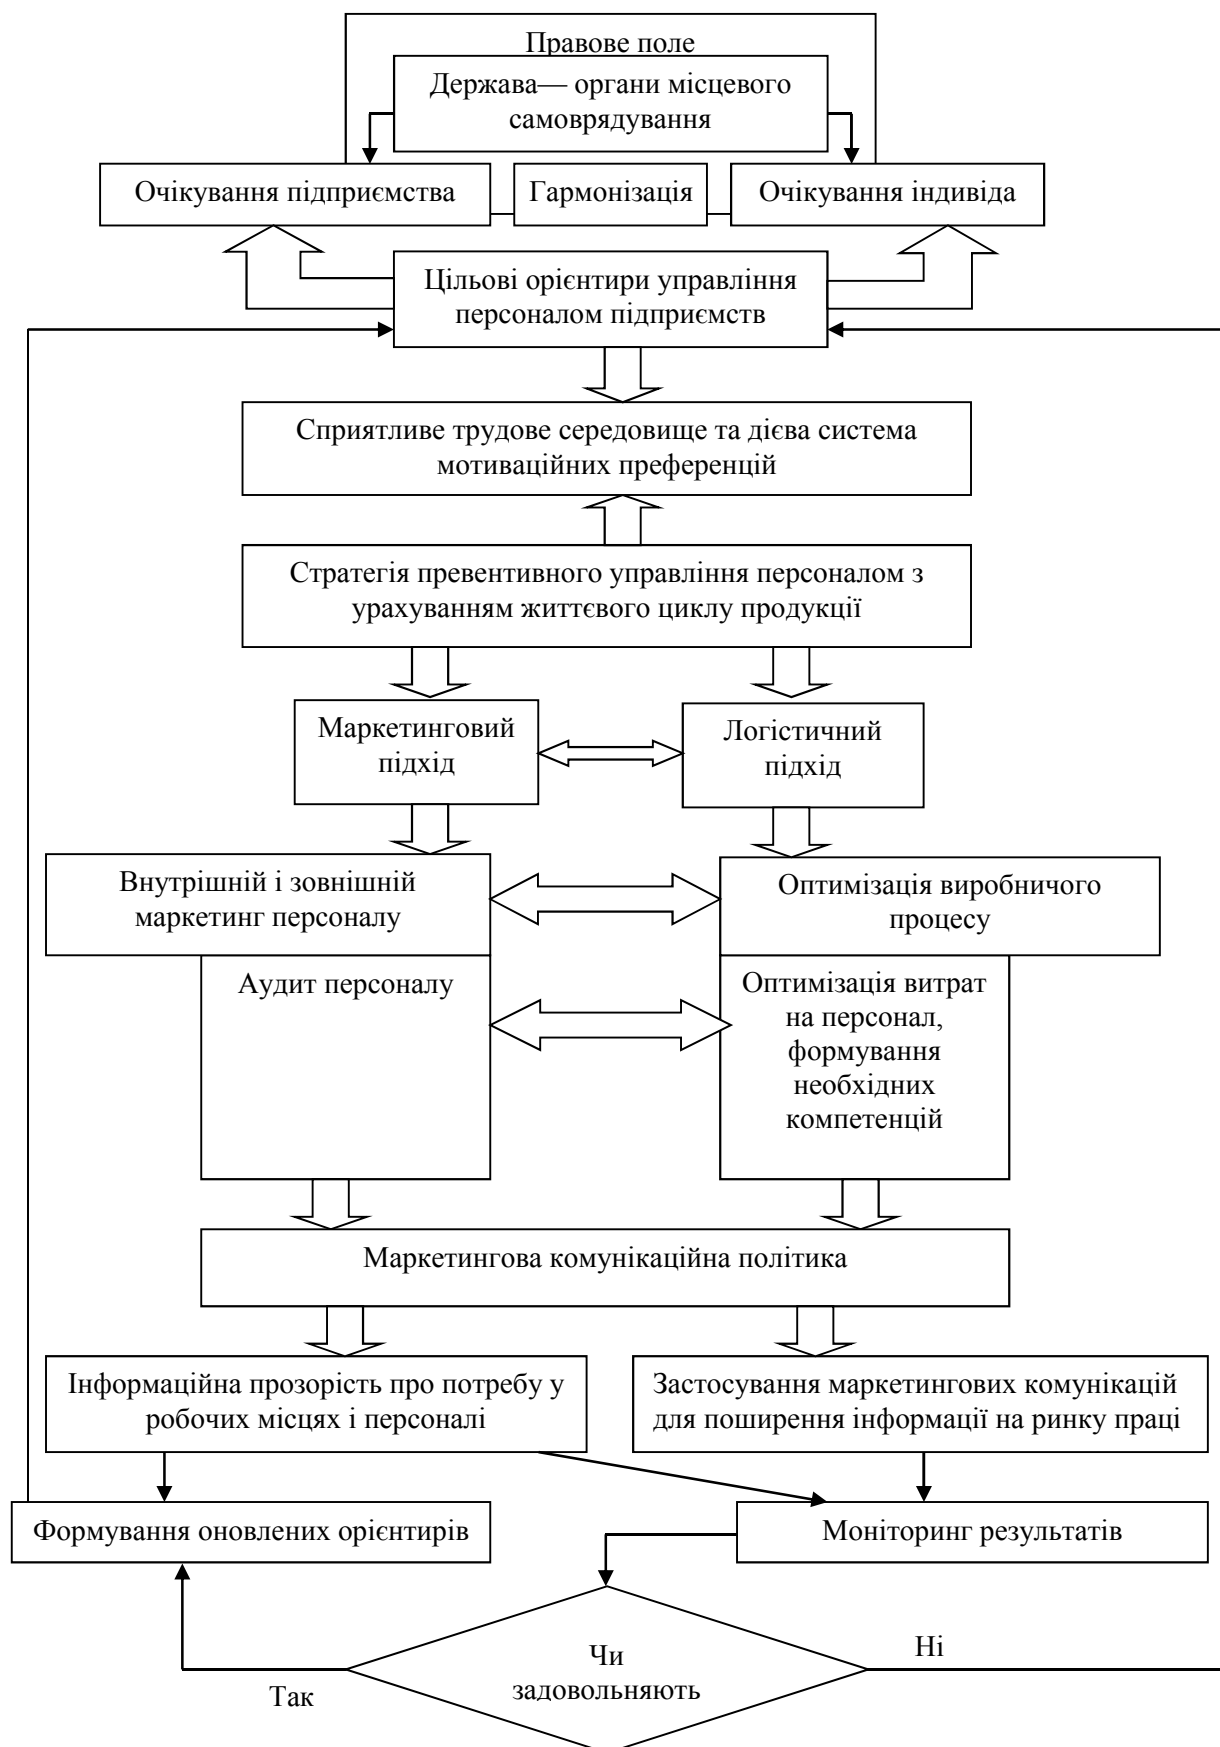 Правове поле
Держава— органи місцевого
самоврядування
Очікування підприємства
Гармонізація
Очікування індивіда
Цільові орієнтири управління
персоналом підприємств
Сприятливе трудове середовище та дієва система
мотиваційних преференцій
Стратегія превентивного управління персоналом з
урахуванням життєвого циклу продукції
Маркетинговий
підхід
Логістичний
підхід
Внутрішній і зовнішній
маркетинг персоналу
Оптимізація виробничого
процесу
Аудит персоналу
Оптимізація витрат
на персонал,
формування
необхідних
компетенцій
Маркетингова комунікаційна політика
Інформаційна прозорість про потребу у
робочих місцях і персоналі
Застосування маркетингових комунікацій
для поширення інформації на ринку праці
Формування оновлених орієнтирів
Моніторинг результатів
Чи
задовольняють
Ні
Так